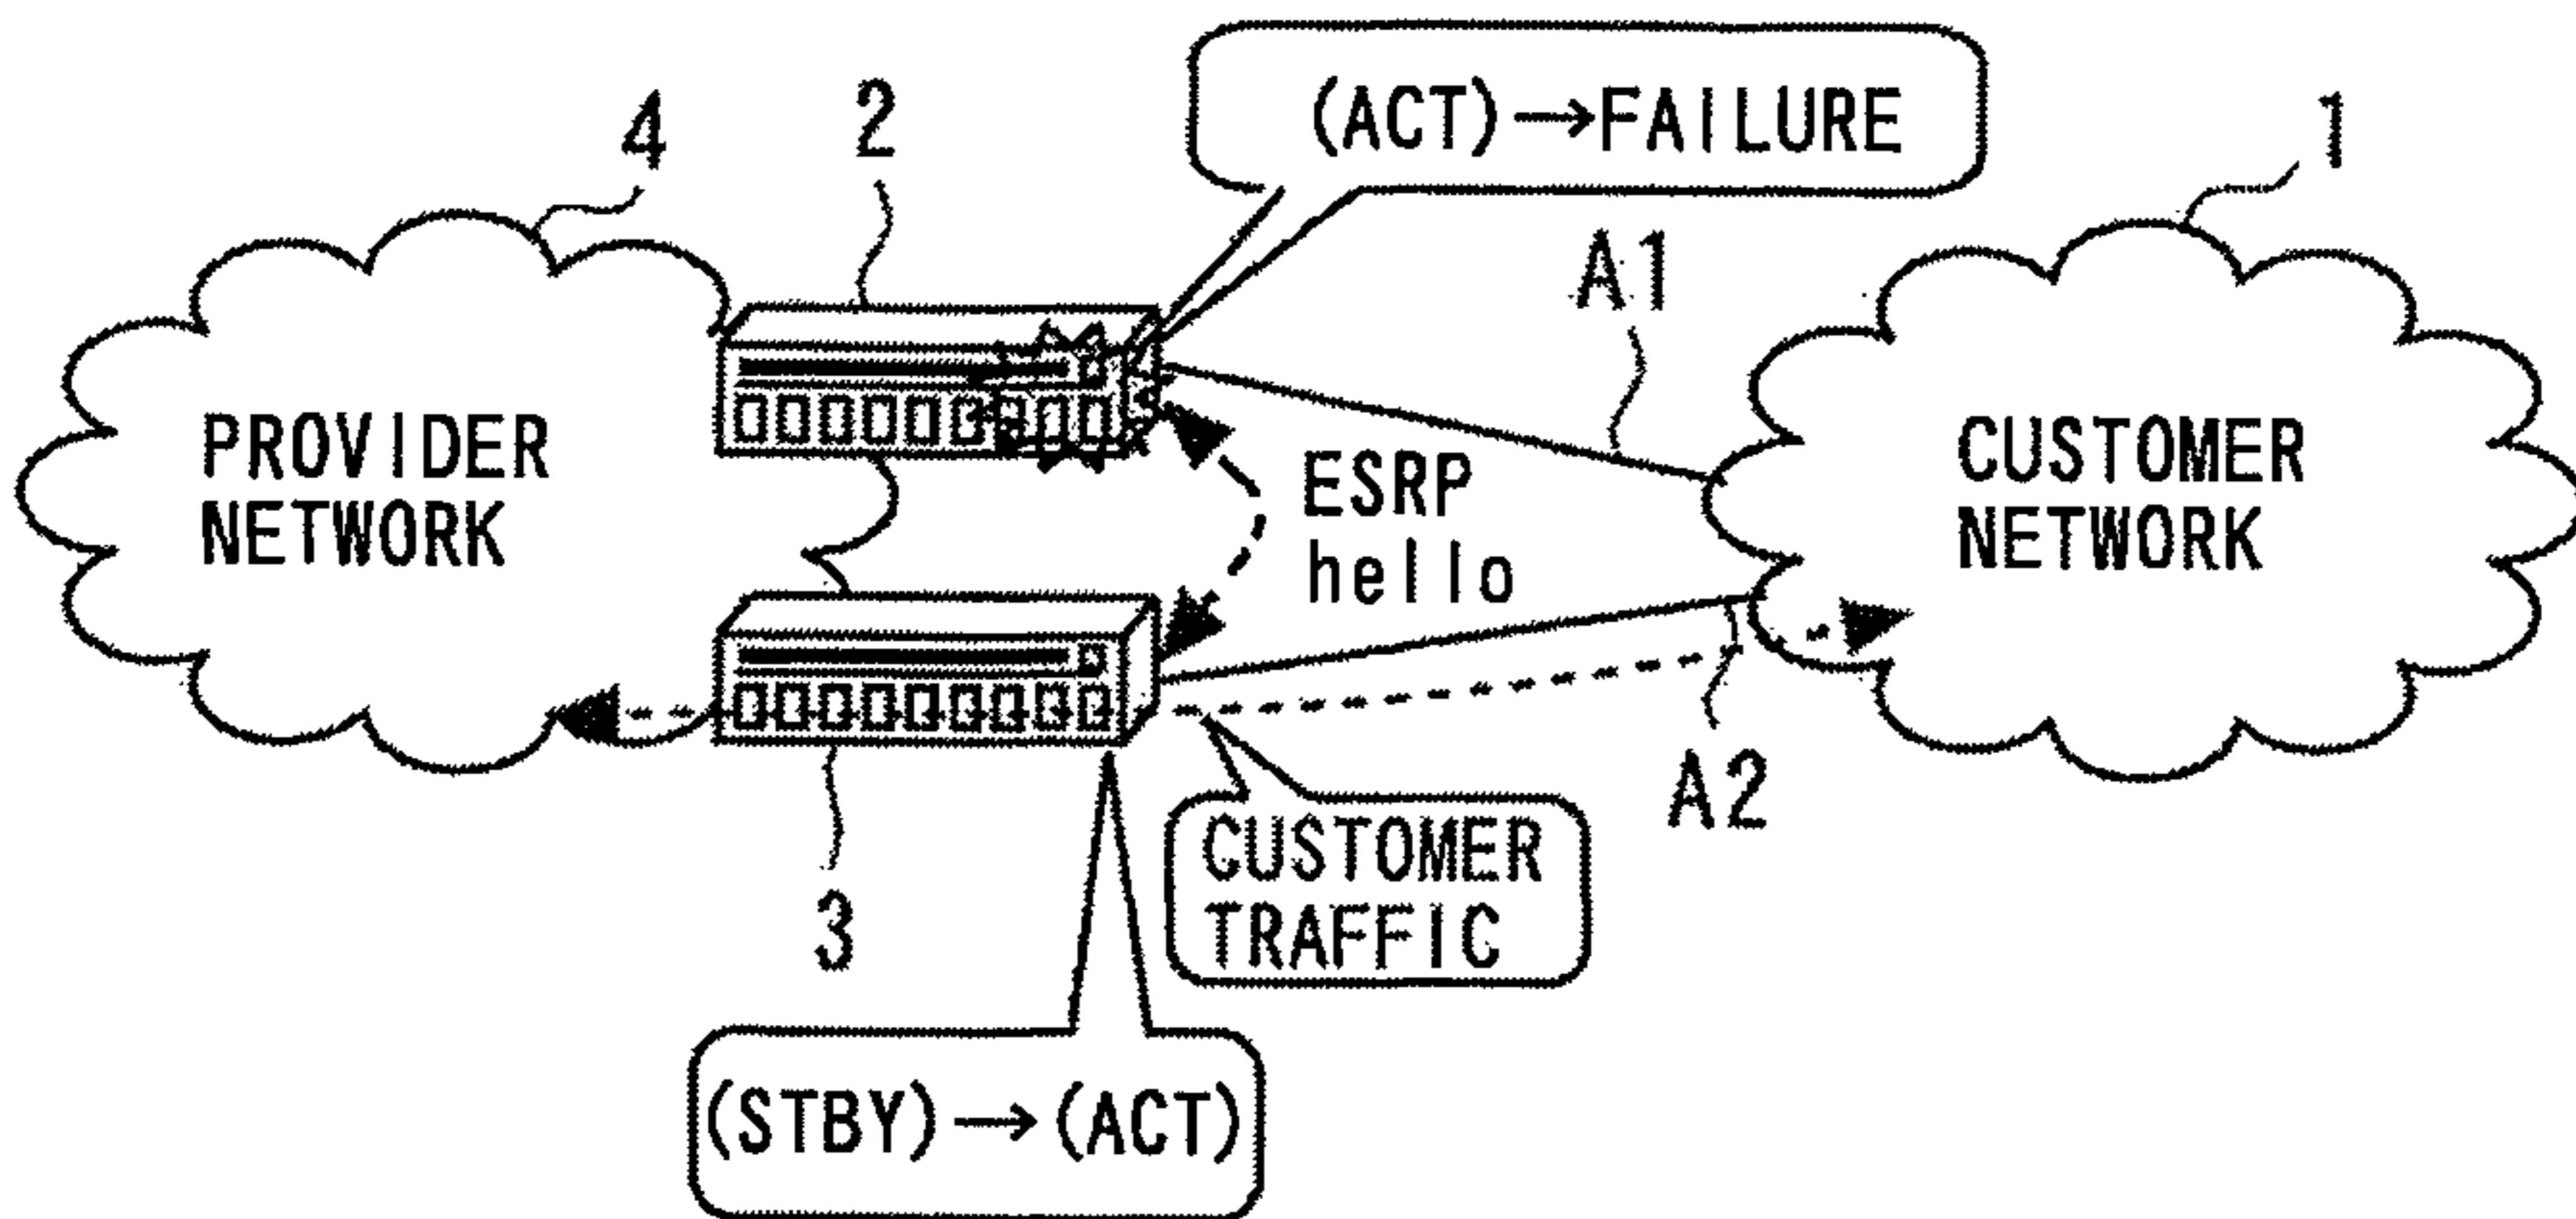 (ACT)→FAILURE
4
2
1
A1
PROVIDER
NETWORK
ESRP
hello
CUSTOMER
NETWORK
A2
3
CUSTOMER
TRAFFIC
(STBY)→(ACT)